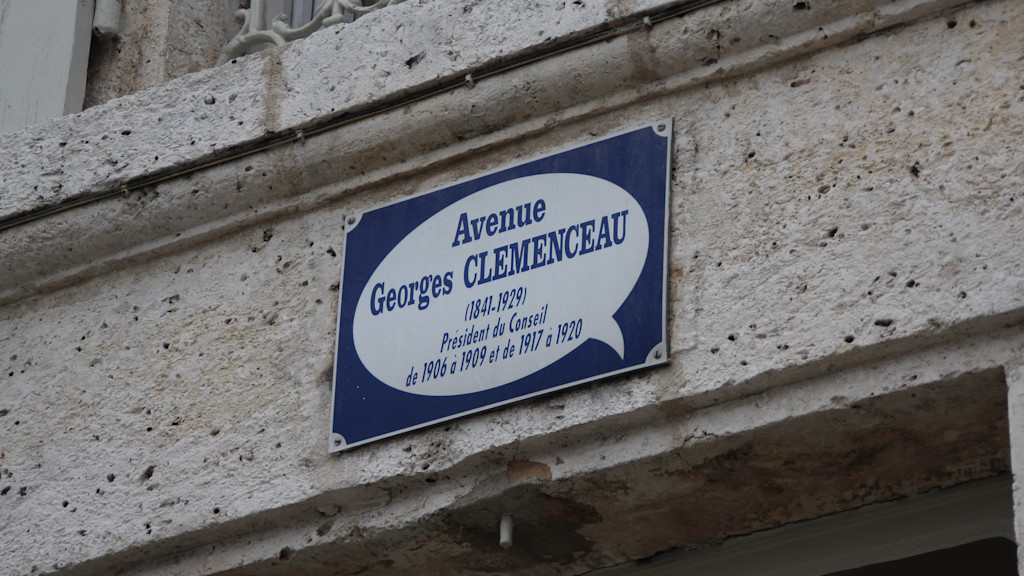 Avenue
Georges CLEMENCEAU
(1841-1929)
Président du Conseil
de 1906 à 1909 et de 1917 à 1920